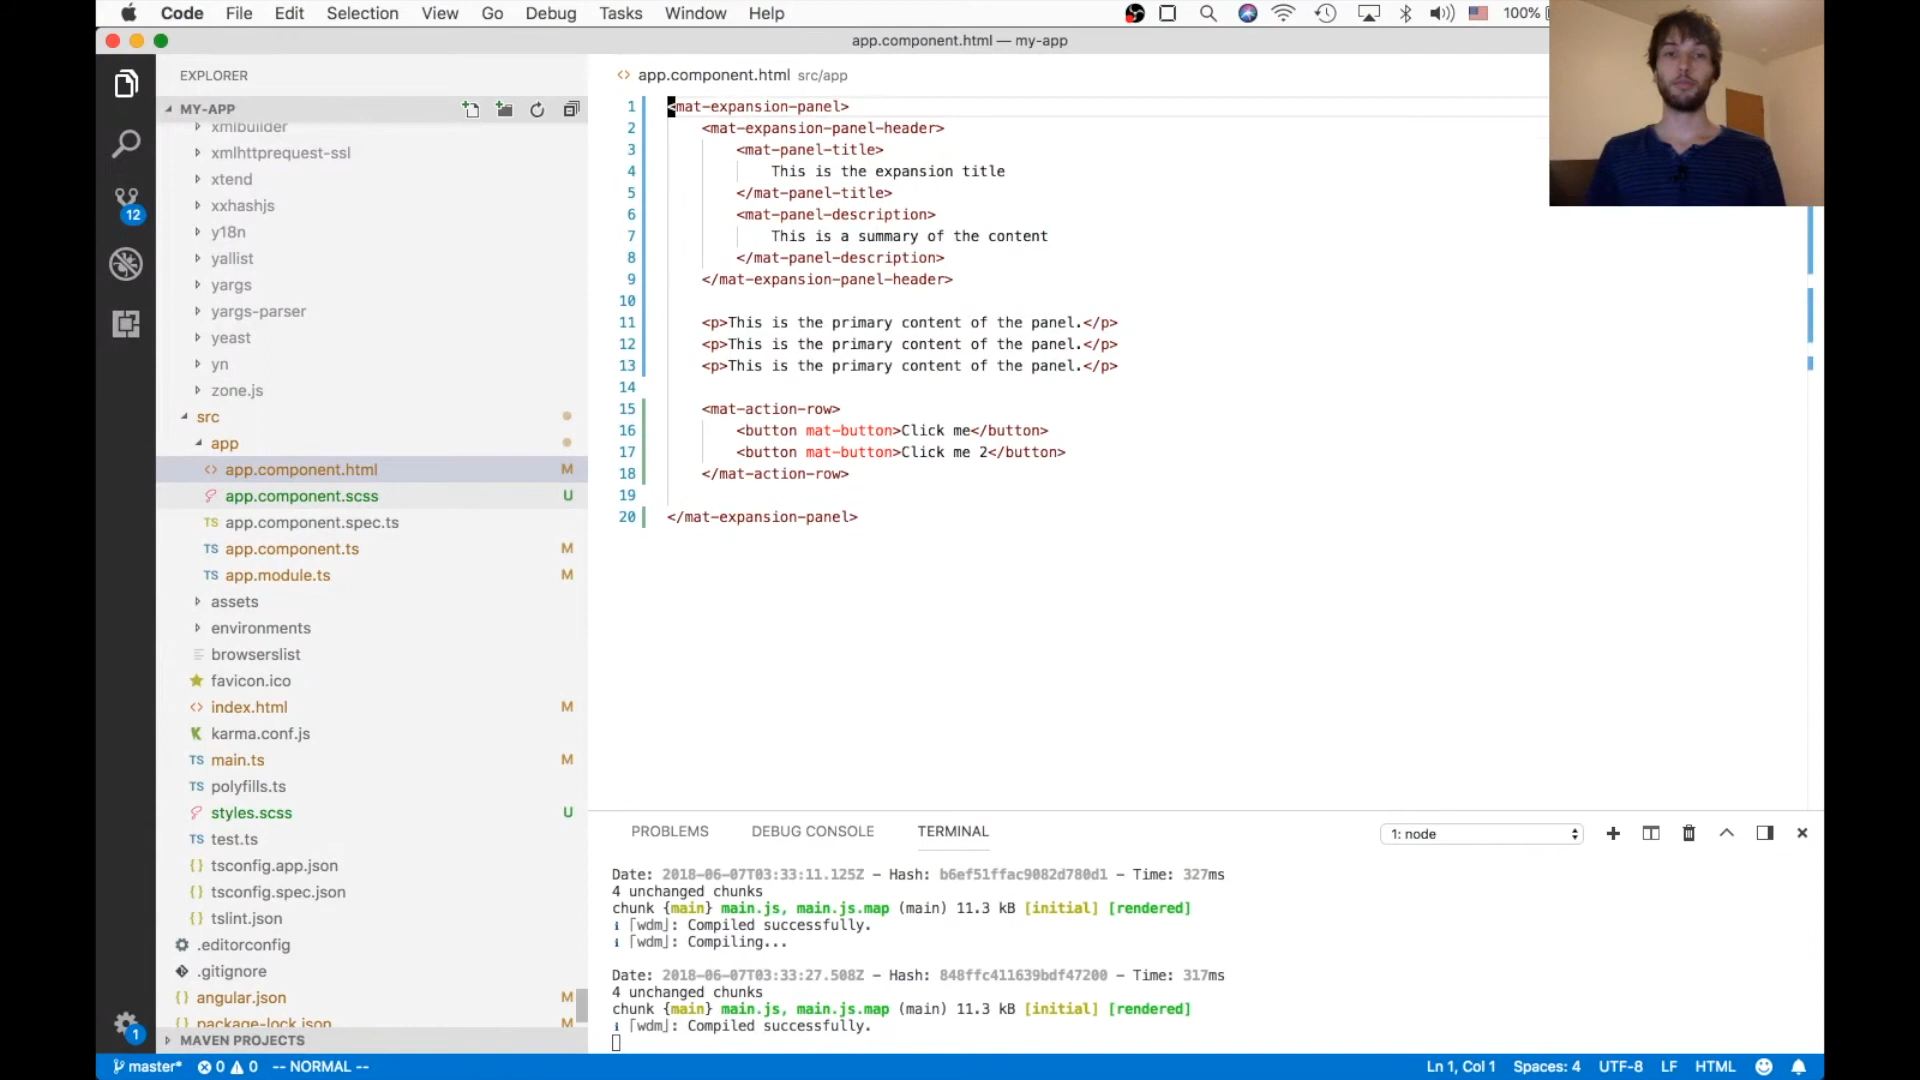 Code File Edit Selection View Go Debug Tasks Window Help 100%
app.component.html — my-app
EXPLORER
MY-APP
xmlbuilder
xmlhttprequest-ssl
xtend
xxhashjs
y18n
yallist
yargs
yargs-parser
yeast
yn
zone.js
src
app
<> app.component.html M
app.component.scss U
TS app.component.spec.ts
TS app.component.ts M
TS app.module.ts M
assets
environments
browserslist
favicon.ico
<> index.html M
K karma.conf.js
TS main.ts M
TS polyfills.ts
styles.scss U
TS test.ts
{} tsconfig.app.json
{} tsconfig.spec.json
{} tslint.json
.editorconfig
.gitignore
{} angular.json M
{} package-lock.json M
MAVEN PROJECTS
12
1
<> app.component.html src/app
1 <mat-expansion-panel>
2 <mat-expansion-panel-header>
3 <mat-panel-title>
4 This is the expansion title
5 </mat-panel-title>
6 <mat-panel-description>
7 This is a summary of the content
8 </mat-panel-description>
9 </mat-expansion-panel-header>
10
11 <p>This is the primary content of the panel.</p>
12 <p>This is the primary content of the panel.</p>
13 <p>This is the primary content of the panel.</p>
14
15 <mat-action-row>
16 <button mat-button>Click me</button>
17 <button mat-button>Click me 2</button>
18 </mat-action-row>
19
20 </mat-expansion-panel>
PROBLEMS DEBUG CONSOLE TERMINAL 1: node
Date: 2018-06-07T03:33:11.125Z - Hash: b6ef51ffac9082d780d1 - Time: 327ms
4 unchanged chunks
chunk {main} main.js, main.js.map (main) 11.3 kB [initial] [rendered]
ℹ ｢wdm｣: Compiled successfully.
ℹ ｢wdm｣: Compiling...
Date: 2018-06-07T03:33:27.508Z - Hash: 848ffc411639bdf47200 - Time: 317ms
4 unchanged chunks
chunk {main} main.js, main.js.map (main) 11.3 kB [initial] [rendered]
ℹ ｢wdm｣: Compiled successfully.
master* 0 0 -- NORMAL -- Ln 1, Col 1 Spaces: 4 UTF-8 LF HTML